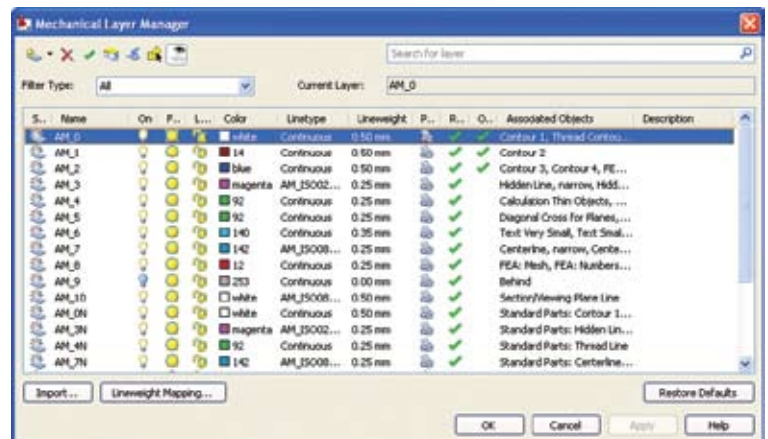 Mechanical Layer Manager
Search for layer
Filter Type: All Current Layer: AM_0
S... Name On F... L... Color Linetype Lineweight P... R... O... Associated Objects Description
AM_0 white Continuous 0.50 mm Contour 1, Thread Contou...
AM_1 14 Continuous 0.50 mm Contour 2
AM_2 blue Continuous 0.50 mm Contour 3, Contour 4, FE...
AM_3 magenta AM_ISO02... 0.25 mm Hidden Line, narrow, Hidd...
AM_4 92 Continuous 0.25 mm Calculation Thin Objects, ...
AM_5 92 Continuous 0.25 mm Diagonal Cross for Planes,...
AM_6 140 Continuous 0.35 mm Text Very Small, Text Smal...
AM_7 142 AM_ISO08... 0.25 mm Centerline, narrow, Cente...
AM_8 12 Continuous 0.25 mm FEA: Mesh, FEA: Numbers...
AM_9 253 Continuous 0.00 mm Behind
AM_10 white AM_ISO08... 0.50 mm Section/Viewing Plane Line
AM_0N white Continuous 0.50 mm Standard Parts: Contour 1...
AM_3N magenta AM_ISO02... 0.25 mm Standard Parts: Hidden Lin...
AM_4N 92 Continuous 0.25 mm Standard Parts: Thread Line
AM_7N 142 AM_ISO08... 0.25 mm Standard Parts: Centerline...
Import... Lineweight Mapping... Restore Defaults
OK Cancel Apply Help